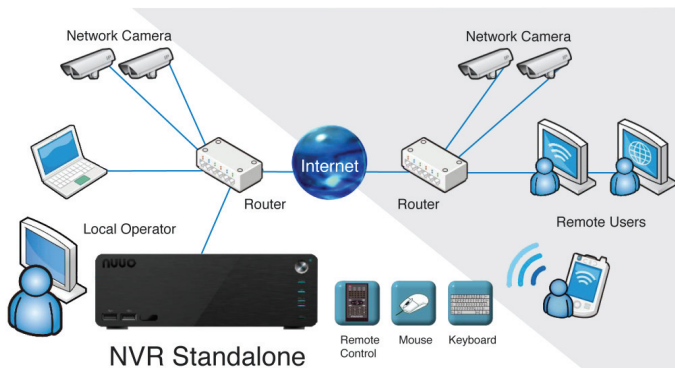 Network Camera
Network Camera
Internet
Router
Router
Local Operator
Remote Users
nuuo
Remote
Control
Mouse
Keyboard
NVR Standalone